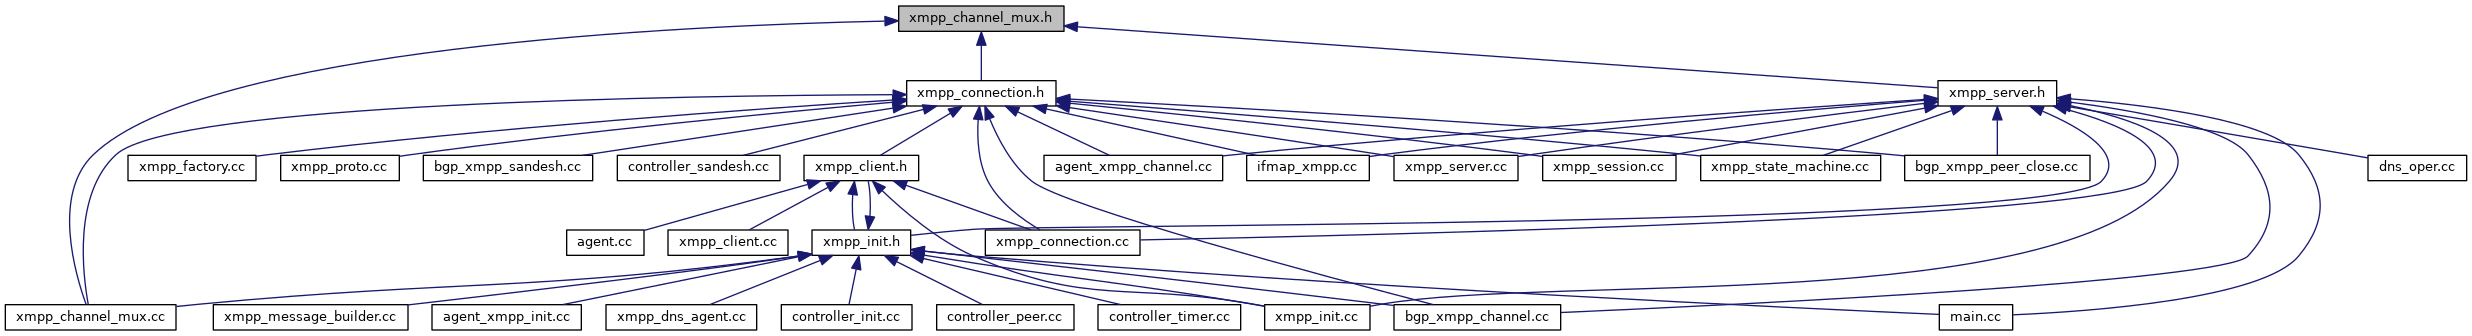 xmpp_channel_mux.h
xmpp_connection.h
xmpp_server.h
xmpp_factory.cc
xmpp_proto.cc
bgp_xmpp_sandesh.cc
controller_sandesh.cc
xmpp_client.h
agent_xmpp_channel.cc
ifmap_xmpp.cc
xmpp_server.cc
xmpp_session.cc
xmpp_state_machine.cc
bgp_xmpp_peer_close.cc
dns_oper.cc
agent.cc
xmpp_client.cc
xmpp_init.h
xmpp_connection.cc
xmpp_channel_mux.cc
xmpp_message_builder.cc
agent_xmpp_init.cc
xmpp_dns_agent.cc
controller_init.cc
controller_peer.cc
controller_timer.cc
xmpp_init.cc
bgp_xmpp_channel.cc
main.cc